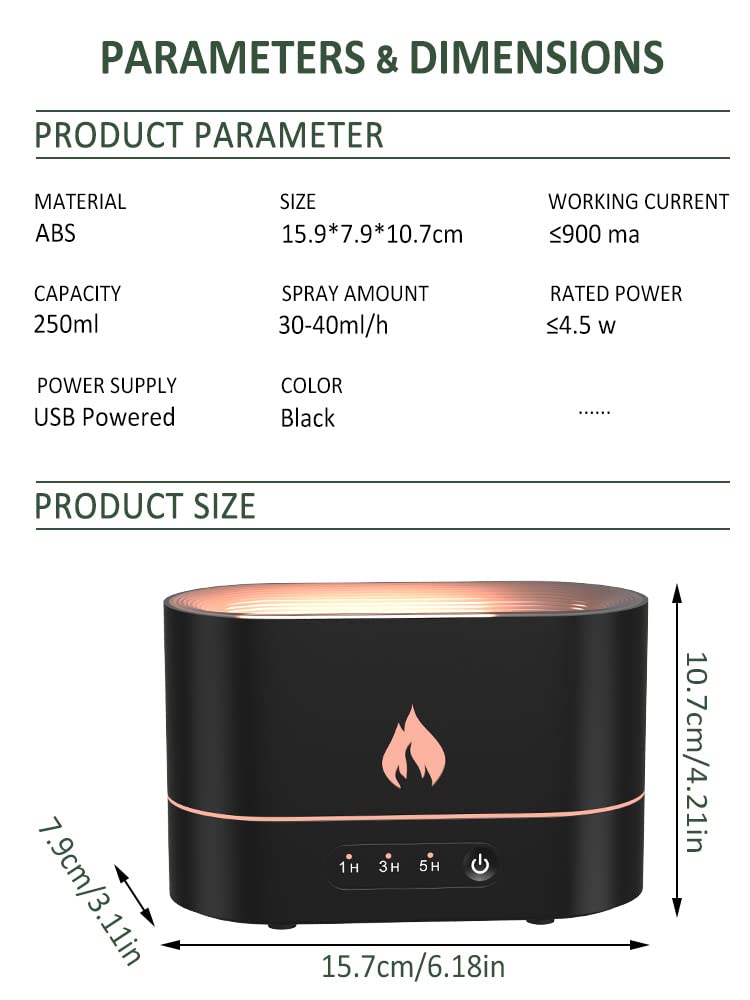 PARAMETERS & DIMENSIONS
PRODUCT PARAMETER
MATERIAL
ABS
SIZE
15.9*7.9*10.7cm
WORKING CURRENT
≤900 ma
CAPACITY
250ml
SPRAY AMOUNT
30-40ml/h
RATED POWER
≤4.5 w
POWER SUPPLY
USB Powered
COLOR
Black
......
PRODUCT SIZE
10.7cm/4.21in
1H 3H 5H
7.9cm/3.11in
15.7cm/6.18in